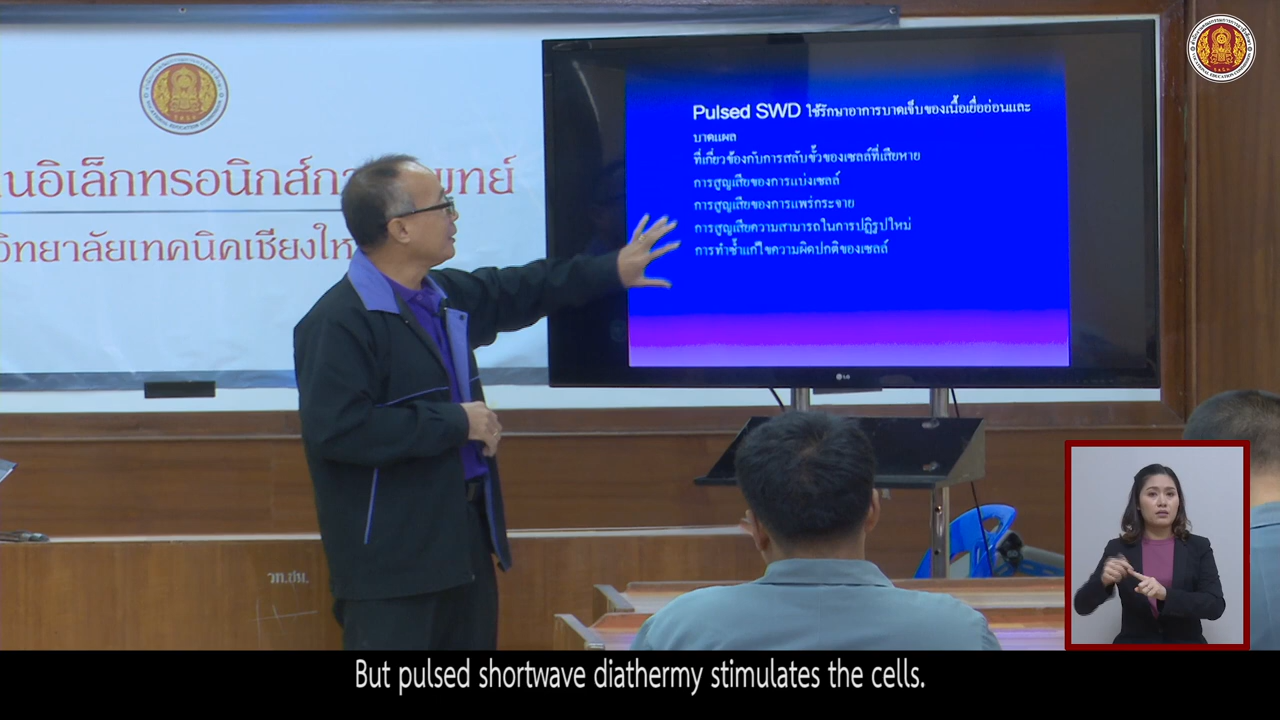 นอิเล็กทรอนิกส์กา
พทย์
วิทยาลัยเทคนิคเชียงให
Pulsed SWD ใช้รักษาอาการบาดเจ็บของเนื้อเยื่ออ่อนและ
บาดแผล
ที่เกี่ยวข้องกับการสลับขั้วของเซลล์ที่เสียหาย
การสูญเสียของการแบ่งเซลล์
การสูญเสียของการแพร่กระจาย
การสูญเสียความสามารถในการปฏิรูปใหม่
การทำซ้ำแก้ไขความผิดปกติของเซลล์
LG
วท.ชม.
But pulsed shortwave diathermy stimulates the cells.